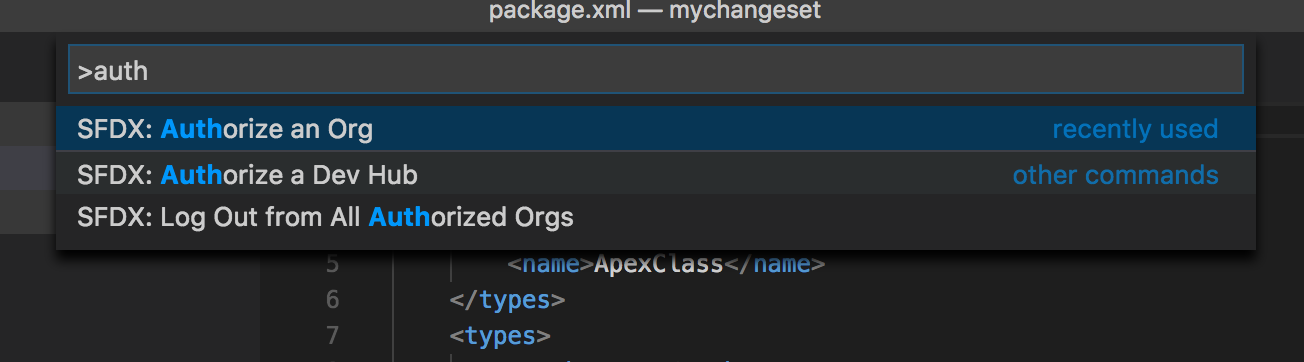 package.xml — mychangeset
>auth
SFDX: Authorize an Org recently used
SFDX: Authorize a Dev Hub other commands
SFDX: Log Out from All Authorized Orgs
5 <name>ApexClass</name>
6 </types>
7 <types>